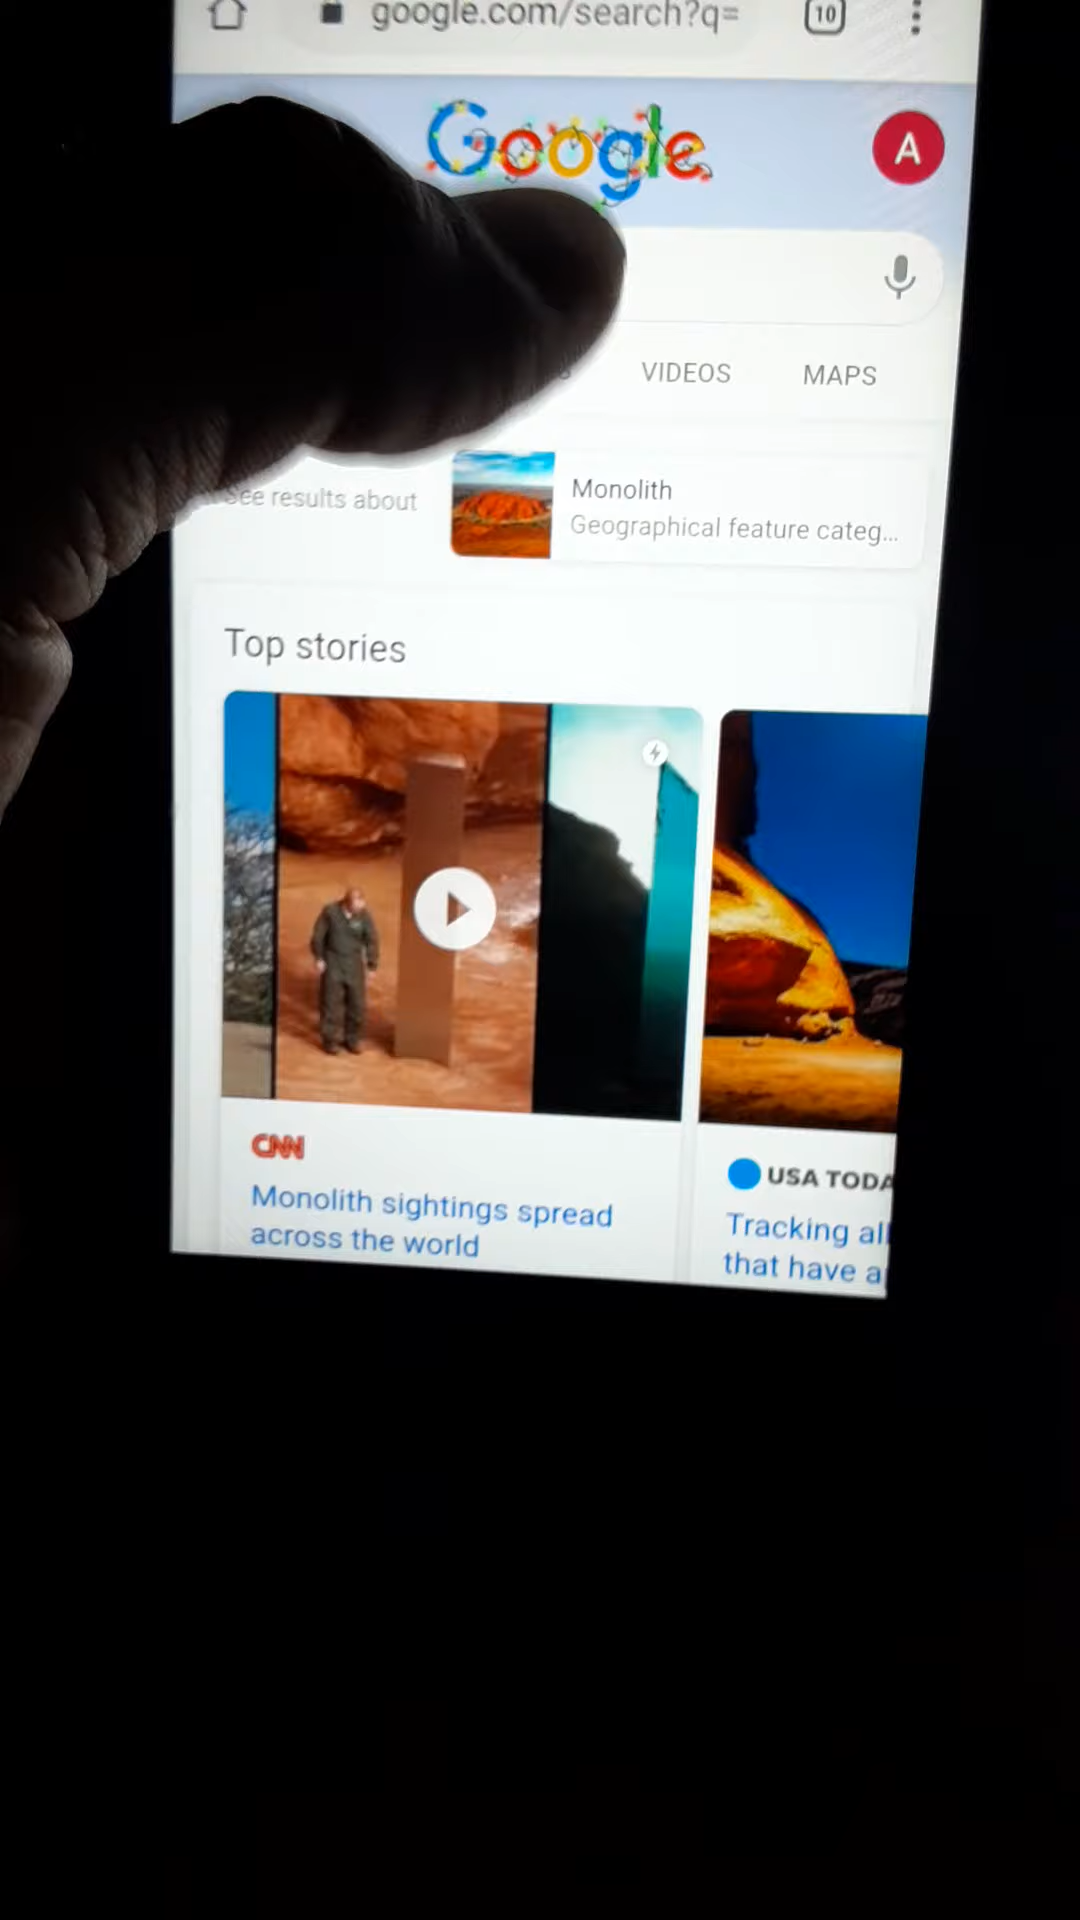 google.com/search?q=
10
Google
A
VIDEOS
MAPS
See results about
Monolith
Geographical feature categ...
Top stories
CNN
Monolith sightings spread
across the world
USA TODA
Tracking all
that have a